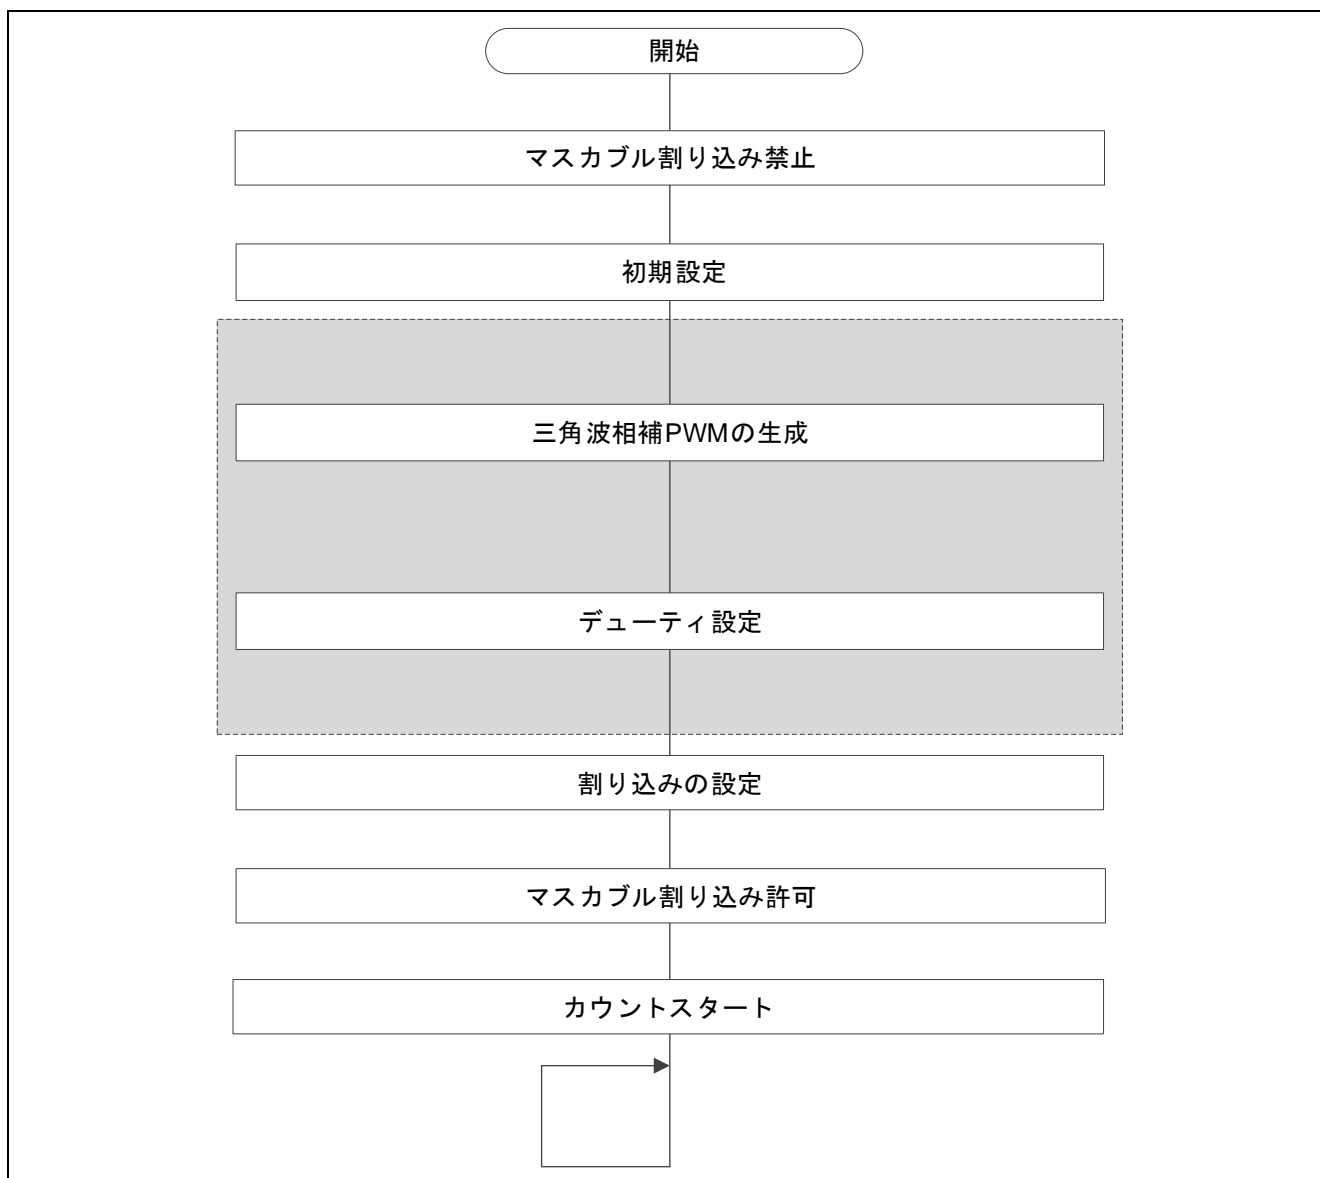 開始
マスカブル割り込み禁止
初期設定
三角波相補PWMの生成
デューティ設定
割り込みの設定
マスカブル割り込み許可
カウントスタート